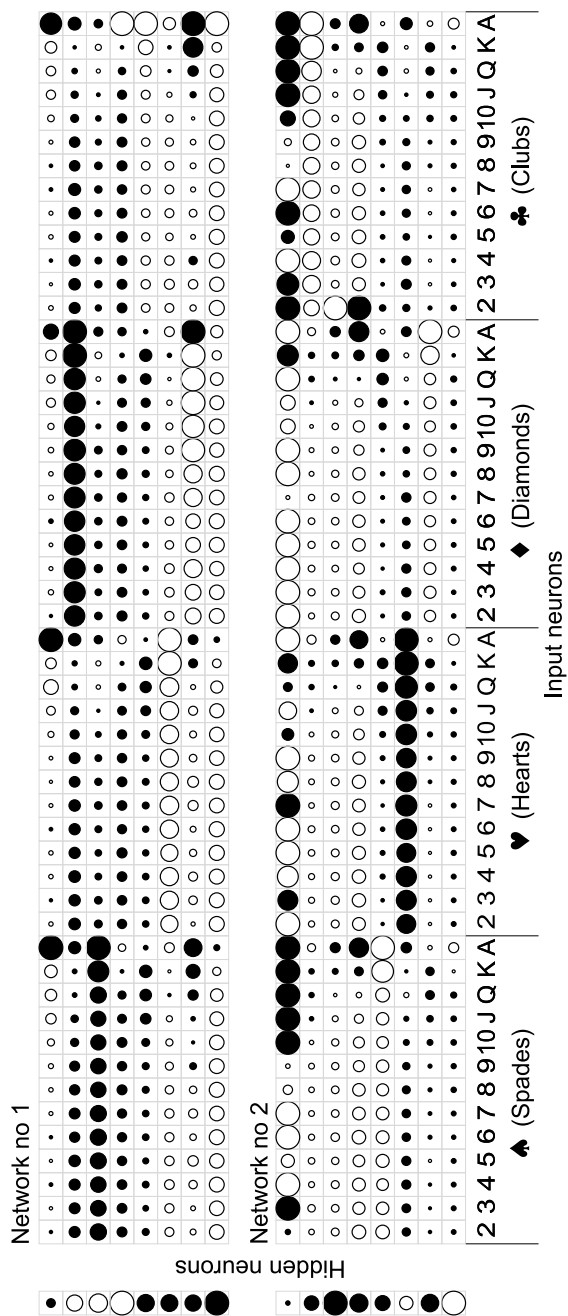 Network no 1
Network no 2
Hidden neurons
2 3 4 5 6 7 8 9 10 J Q K A 2 3 4 5 6 7 8 9 10 J Q K A 2 3 4 5 6 7 8 9 10 J Q K A 2 3 4 5 6 7 8 9 10 J Q K A
♠ (Spades) ♥ (Hearts) ♦ (Diamonds) ♣ (Clubs)
Input neurons